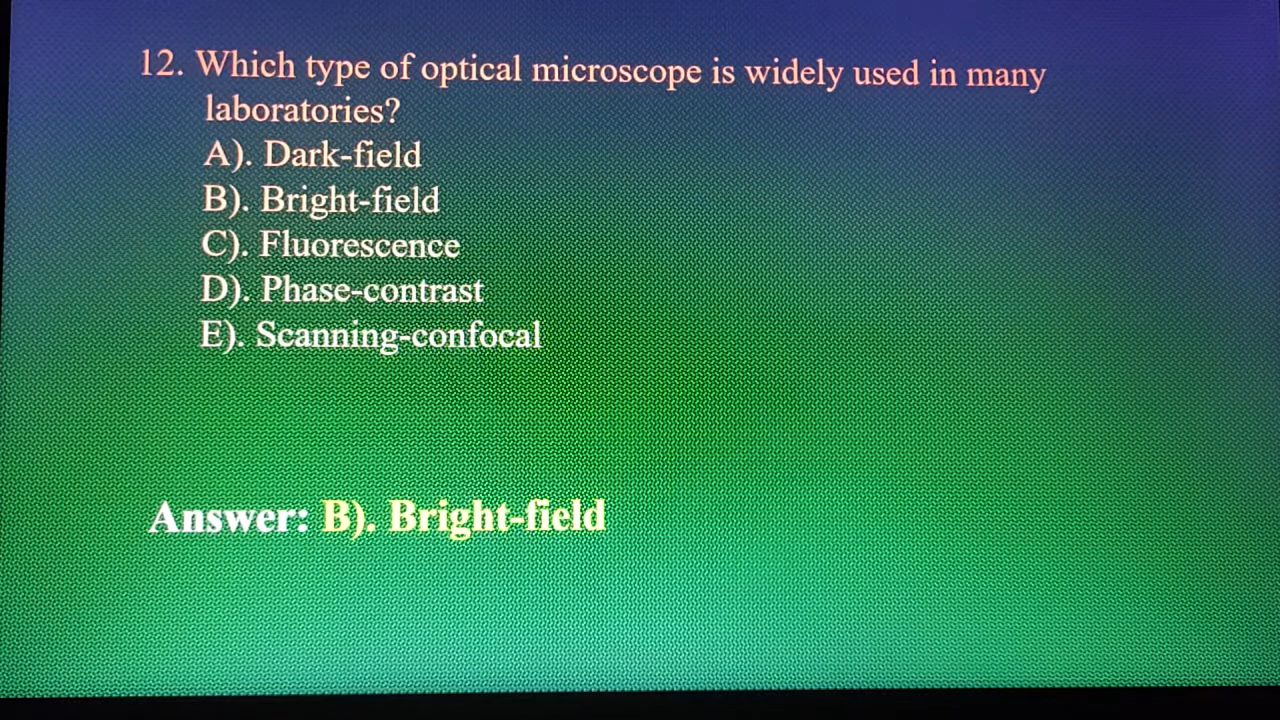 12. Which type of optical microscope is widely used in many
laboratories?
A). Dark-field
B). Bright-field
C). Fluorescence
D). Phase-contrast
E). Scanning-confocal
Answer: B). Bright-field